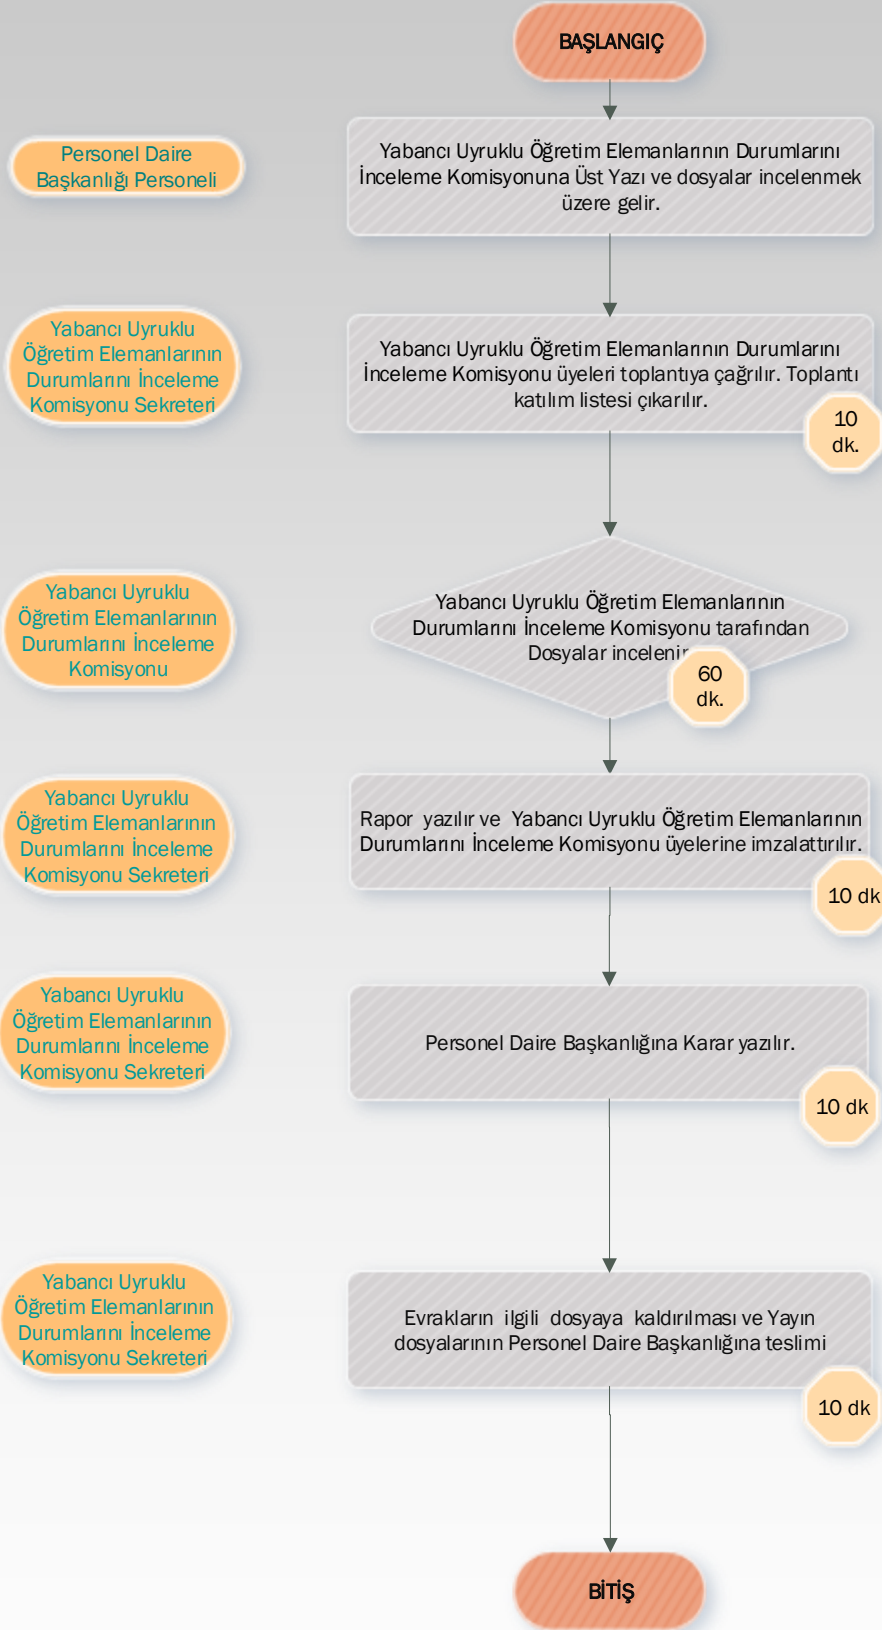 BAŞLANGIÇ
Personel Daire
Başkanlığı Personeli
Yabancı Uyruklu Öğretim Elemanlarının Durumlarını
İnceleme Komisyonuna Üst Yazı ve dosyalar incelenmek
üzere gelir.
Yabancı Uyruklu
Öğretim Elemanlarının
Durumlarını İnceleme
Komisyonu Sekreteri
Yabancı Uyruklu Öğretim Elemanlarının Durumlarını
İnceleme Komisyonu üyeleri toplantıya çağrılır. Toplantı
katılım listesi çıkarılır.
10
dk.
Yabancı Uyruklu
Öğretim Elemanlarının
Durumlarını İnceleme
Komisyonu
Yabancı Uyruklu Öğretim Elemanlarının
Durumlarını İnceleme Komisyonu tarafından
Dosyalar incelenir
60
dk.
Yabancı Uyruklu
Öğretim Elemanlarının
Durumlarını İnceleme
Komisyonu Sekreteri
Rapor yazılır ve Yabancı Uyruklu Öğretim Elemanlarının
Durumlarını İnceleme Komisyonu üyelerine imzalattırılır.
10 dk
Yabancı Uyruklu
Öğretim Elemanlarının
Durumlarını İnceleme
Komisyonu Sekreteri
Personel Daire Başkanlığına Karar yazılır.
10 dk
Yabancı Uyruklu
Öğretim Elemanlarının
Durumlarını İnceleme
Komisyonu Sekreteri
Evrakların ilgili dosyaya kaldırılması ve Yayın
dosyalarının Personel Daire Başkanlığına teslimi
10 dk
BİTİŞ